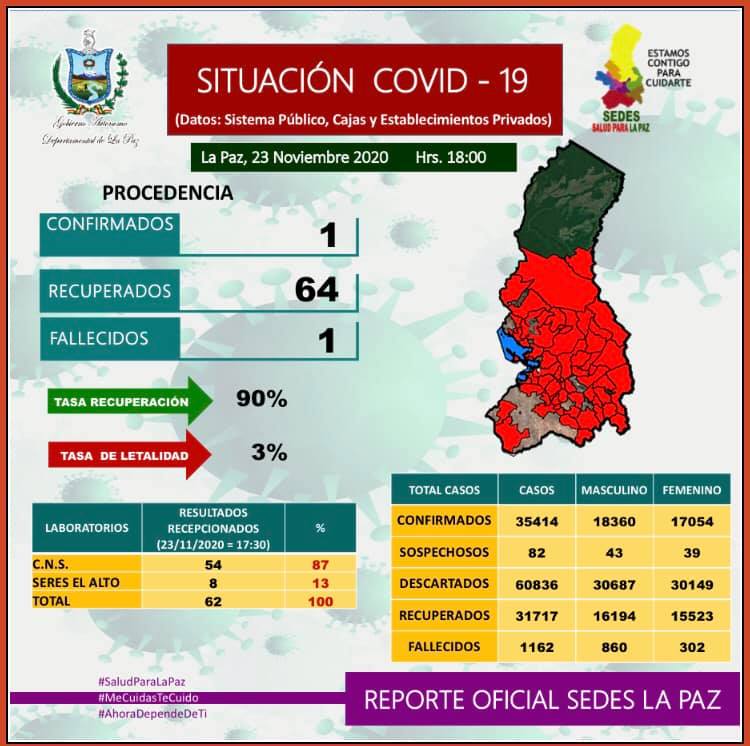 Gobierno Autónomo
Departamental de La Paz
SITUACIÓN COVID - 19
(Datos: Sistema Público, Cajas y Establecimientos Privados)
ESTAMOS
CONTIGO
PARA
CUIDARTE
SEDES
SALUD PARA LA PAZ
La Paz, 23 Noviembre 2020 Hrs. 18:00
PROCEDENCIA
CONFIRMADOS 1
RECUPERADOS 64
FALLECIDOS 1
TASA RECUPERACIÓN 90%
TASA DE LETALIDAD 3%
LABORATORIOS RESULTADOS RECEPCIONADOS (23/11/2020 = 17:30) %
C.N.S. 54 87
SERES EL ALTO 8 13
TOTAL 62 100
TOTAL CASOS CASOS MASCULINO FEMENINO
CONFIRMADOS 35414 18360 17054
SOSPECHOSOS 82 43 39
DESCARTADOS 60836 30687 30149
RECUPERADOS 31717 16194 15523
FALLECIDOS 1162 860 302
#SaludParaLaPaz
#MeCuidasTeCuido
#AhoraDependeDeTi
REPORTE OFICIAL SEDES LA PAZ